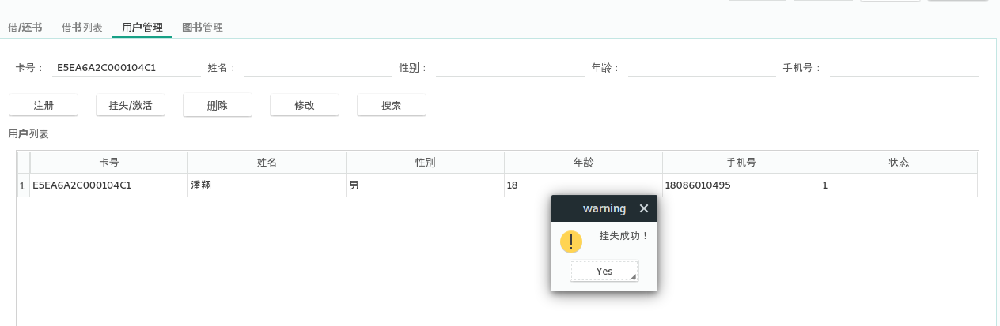 借/还书 借书列表 用户管理 图书管理
卡号： E5EA6A2C000104C1 姓名： 性别： 年龄： 手机号：
注册 挂失/激活 删除 修改 搜索
用户列表
卡号 姓名 性别 年龄 手机号 状态
1 E5EA6A2C000104C1 潘翔 男 18 18086010495 1
warning
挂失成功！
Yes